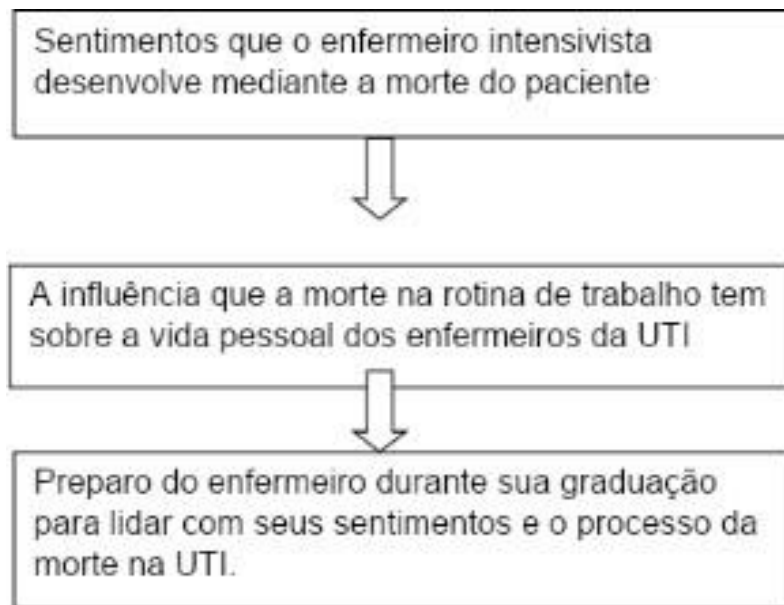 Sentimentos que o enfermeiro intensivista
desenvolve mediante a morte do paciente
A influência que a morte na rotina de trabalho tem
sobre a vida pessoal dos enfermeiros da UTI
Preparo do enfermeiro durante sua graduação
para lidar com seus sentimentos e o processo da
morte na UTI.